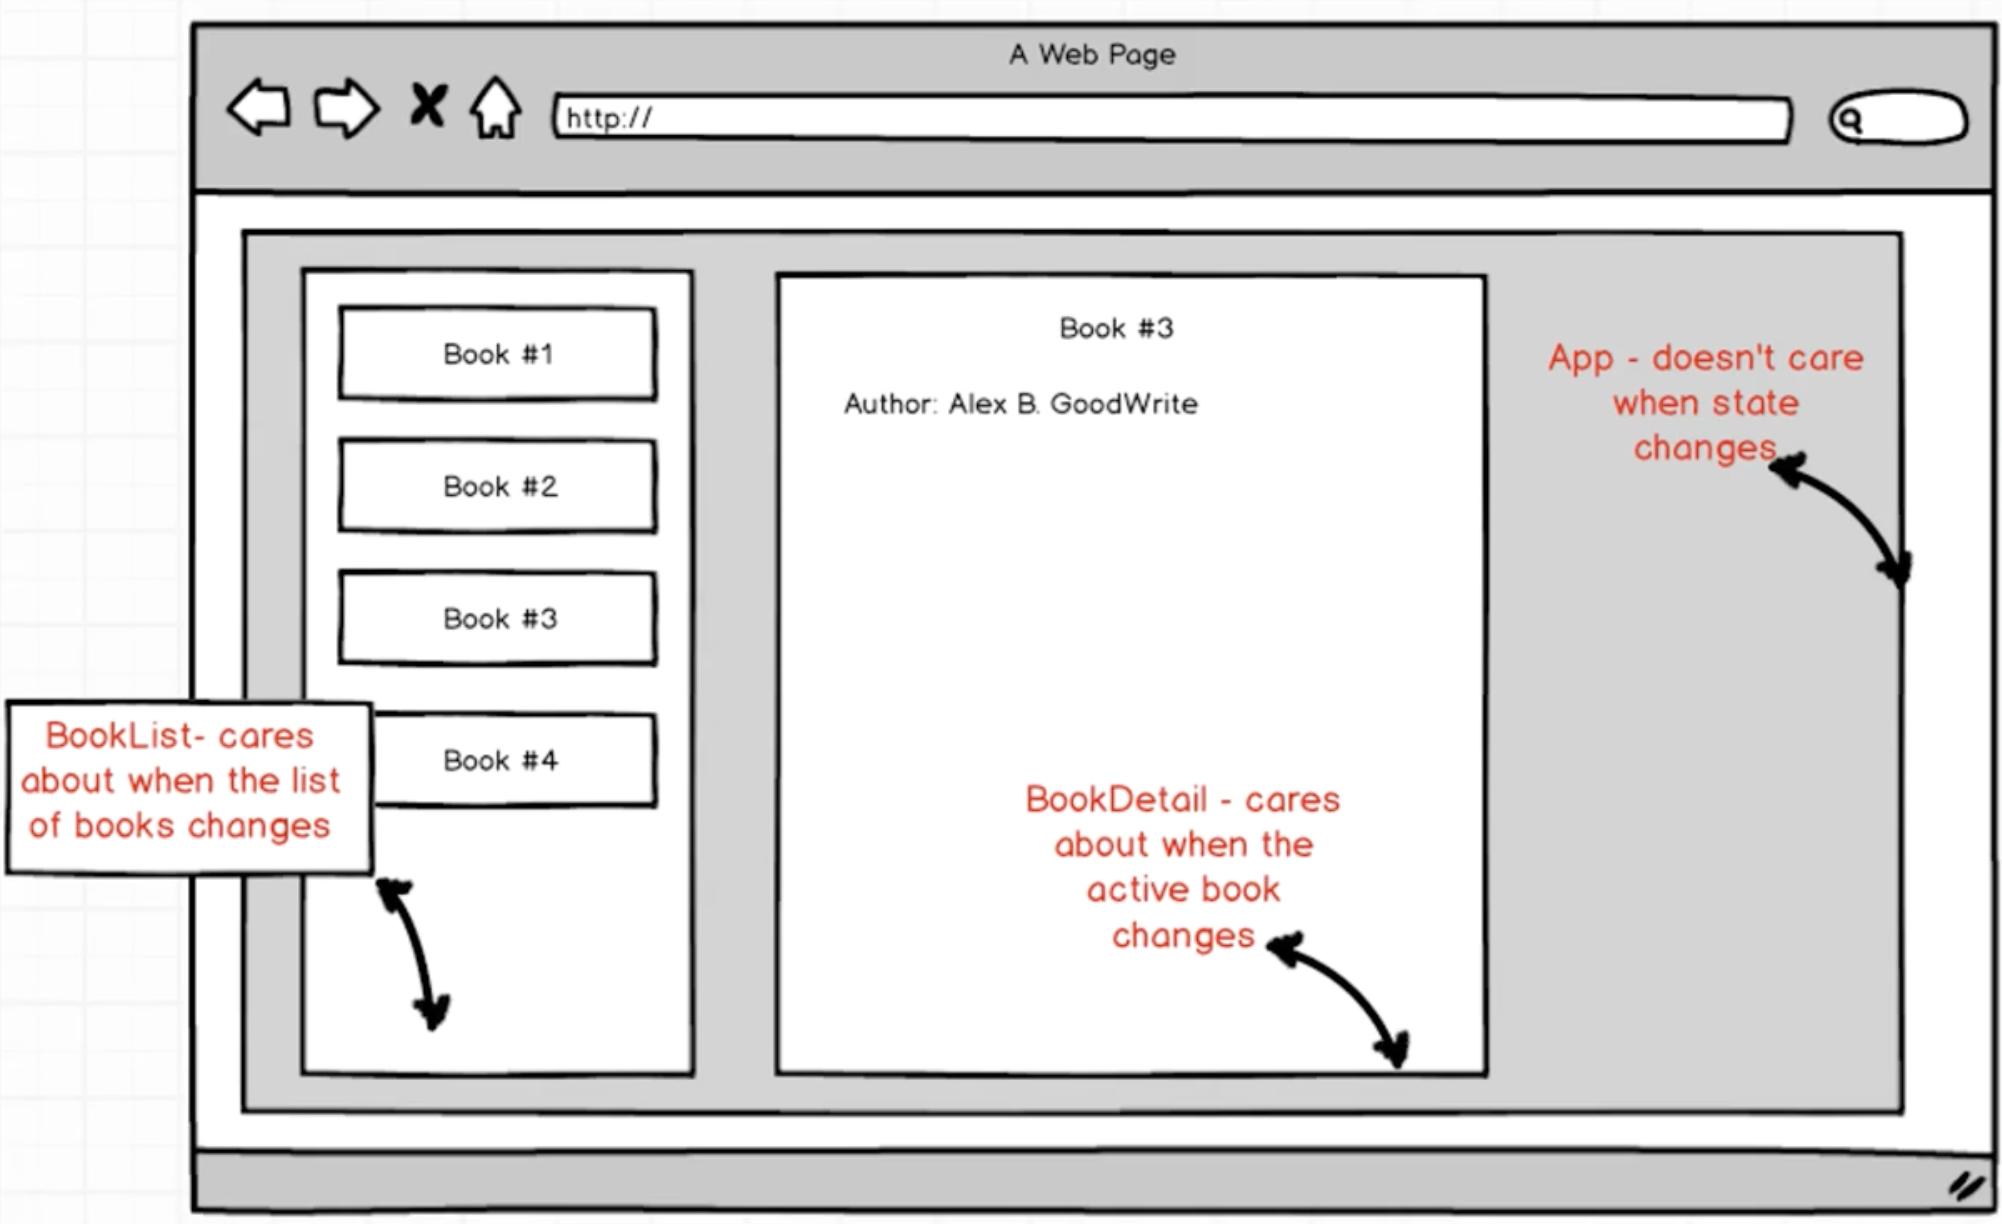 A Web Page
http://
Book #1
Book #2
Book #3
Book #4
BookList- cares
about when the list
of books changes
Book #3
Author: Alex B. GoodWrite
BookDetail - cares
about when the
active book
changes
App - doesn't care
when state
changes